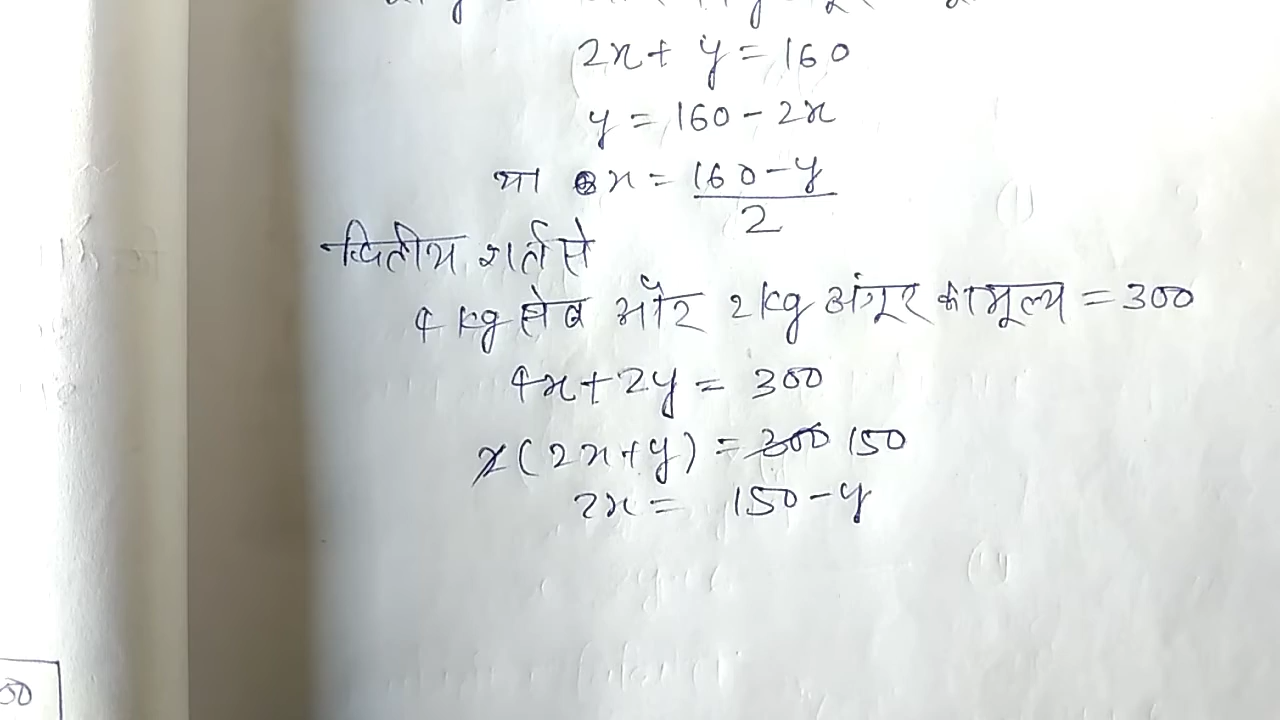 2x + y = 160
y = 160 - 2x
या x = 160 - y / 2
द्वितीय शर्त से
4 kg सेब और 2 kg अंगूर का मूल्य = 300
4x + 2y = 300
2(2x + y) = 300 150
2x = 150 - y
50